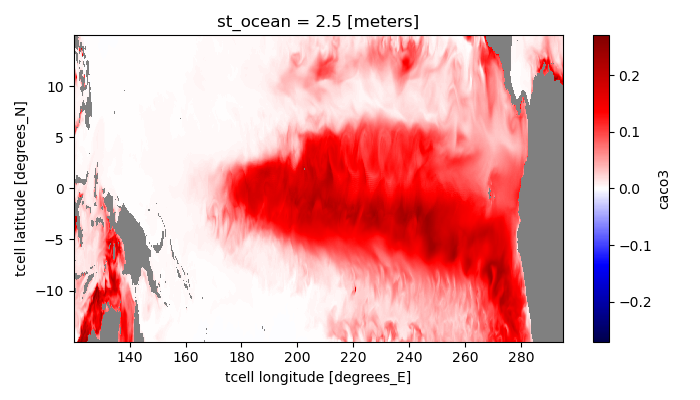 st_ocean = 2.5 [meters]
10
5
0
−5
−10
tcell latitude [degrees_N]
140 160 180 200 220 240 260 280
tcell longitude [degrees_E]
0.2
0.1
0.0
−0.1
−0.2
caco3